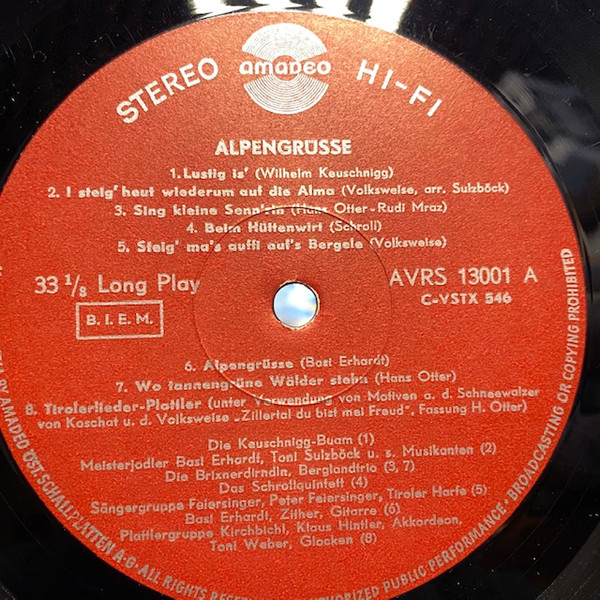 STEREO amadeo HI-FI
ALPENGRÜSSE
1. Lustig is' (Wilhelm Keuschnigg)
2. I steig' heut wiederum auf die Alma (Volksweise, arr. Sulzböck)
3. Sing kleine Senn'rin (Hans Otter - Rudi Mraz)
4. Beim Hüttenwirt (Schroll)
5. Steig' ma's auffi auf's Bergele (Volksweise)
33 1/3 Long Play
AVRS 13001 A
C-VSTX 546
B. I. E. M.
6. Alpengrüsse (Bastl Erhardt)
7. Wo tannengrüne Wälder stehn (Hans Otter)
8. Tirolerlieder-Plattler (unter Verwendung von Motiven a. d. Schneewalzer
von Koschat u. d. Volksweise „Zillertal du bist mei Freud", Fassung H. Otter)
Die Keuschnigg-Buam (1)
Meisterjodler Bastl Erhardt, Toni Sulzböck u. s. Musikanten (2)
Die Brixnerdirndln, Berglandtrio (3, 7)
Das Schrollquintett (4)
Sängergruppe Feiersinger, Peter Feiersinger, Tiroler Harfe (5)
Bastl Erhardt, Zither, Gitarre (6)
Plattlergruppe Kirchbichl, Klaus Hintler, Akkordeon,
Toni Weber, Glocken (8)
BY AMADEO ÖST. SCHALLPLATTEN A·G· ALL RIGHTS PUBLIC PERFORMANCE · BROADCASTING OR COPYING PROHIBITED